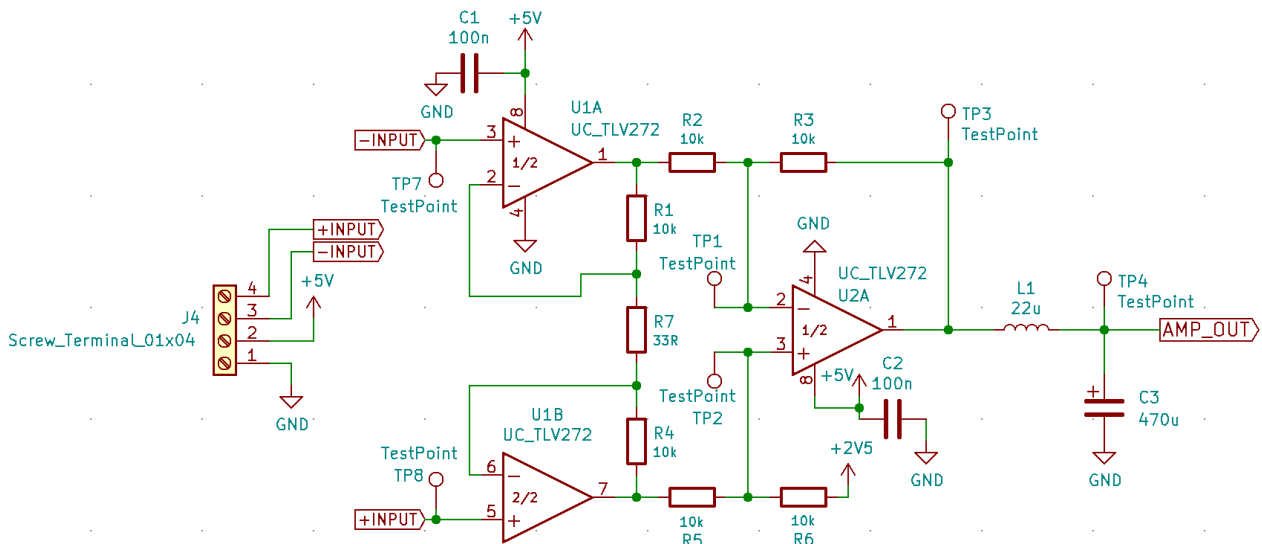 C1
100n
+5V
GND
U1A
UC_TLV272
8
-INPUT
3
+
1/2
1
2
−
4
GND
TP7
TestPoint
R2
10k
R3
10k
TP3
TestPoint
R1
10k
+INPUT
-INPUT
+5V
J4
Screw_Terminal_01x04
4
3
2
1
GND
TP1
TestPoint
GND
4
UC_TLV272
U2A
2
−
1/2
1
3
+
8
+5V
C2
100n
GND
TestPoint
TP2
R7
33R
L1
22u
TP4
TestPoint
AMP_OUT
+
C3
470u
GND
U1B
UC_TLV272
R4
10k
TestPoint
TP8
6
−
2/2
7
+INPUT
5
+
+2V5
10k
R5
10k
R6